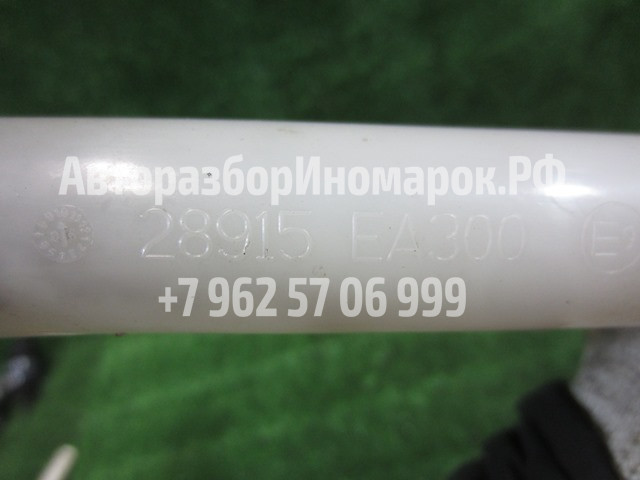 АвторазборИномарок.РФ
28915 EA300
+7 962 57 06 999